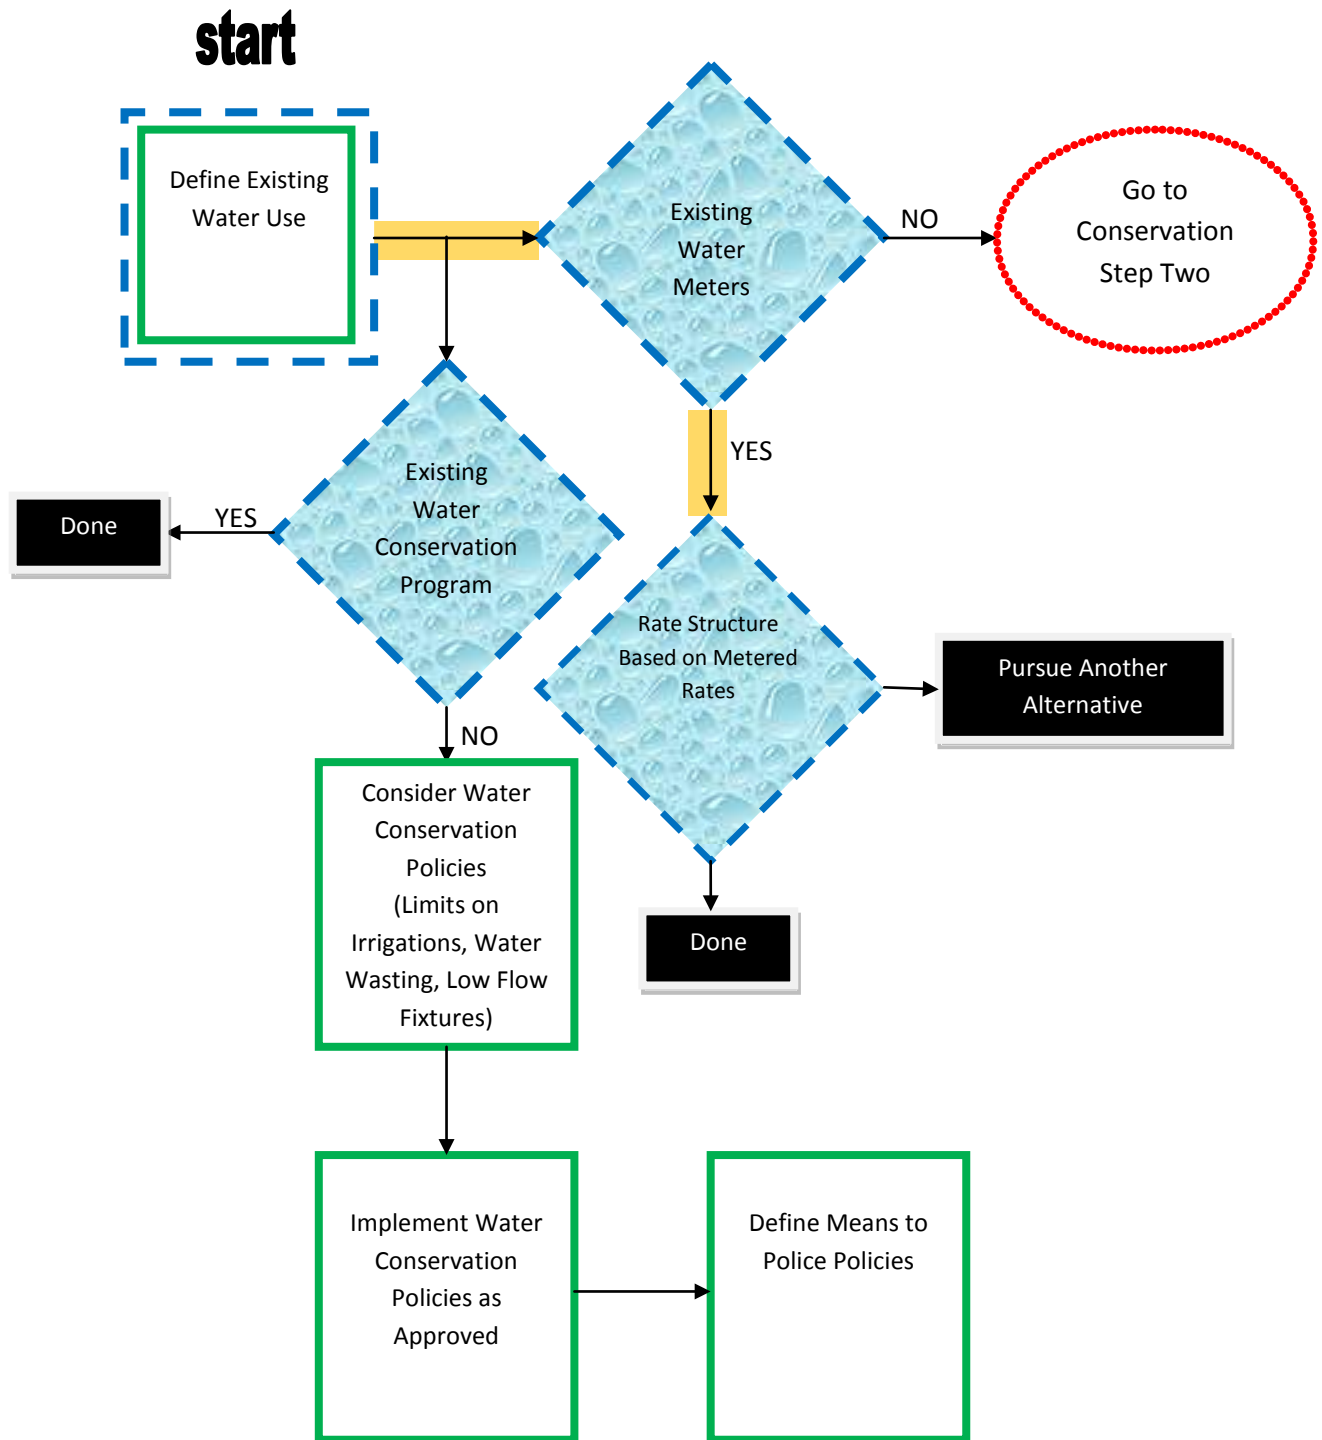 start
Define Existing
Water Use
Existing
Water
Meters
NO
Go to
Conservation
Step Two
YES
Existing
Water
Conservation
Program
YES
Done
Rate Structure
Based on Metered
Rates
Pursue Another
Alternative
NO
Consider Water
Conservation
Policies
(Limits on
Irrigations, Water
Wasting, Low Flow
Fixtures)
Done
Implement Water
Conservation
Policies as
Approved
Define Means to
Police Policies